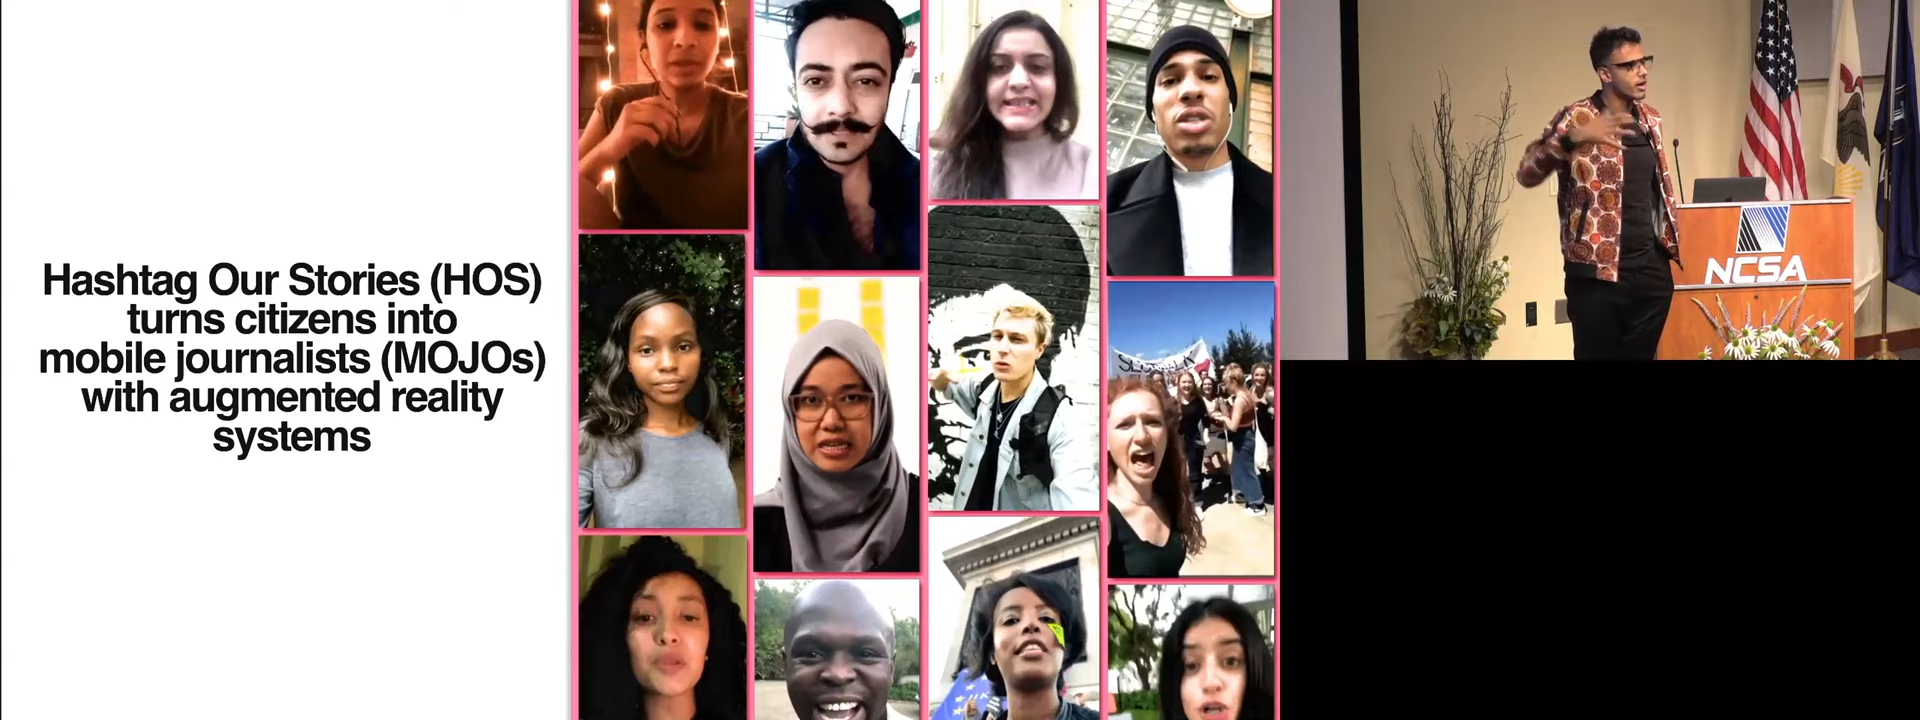 Hashtag Our Stories (HOS)
turns citizens into
mobile journalists (MOJOs)
with augmented reality
systems
NCSA